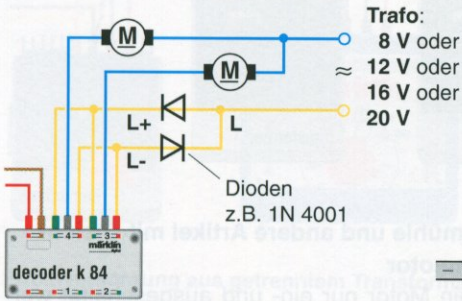 Trafo:
8 V oder
≈ 12 V oder
16 V oder
20 V
M
M
L+
L
L-
Dioden
z.B. 1N 4001
4
3
märklin
decoder k 84
1
2